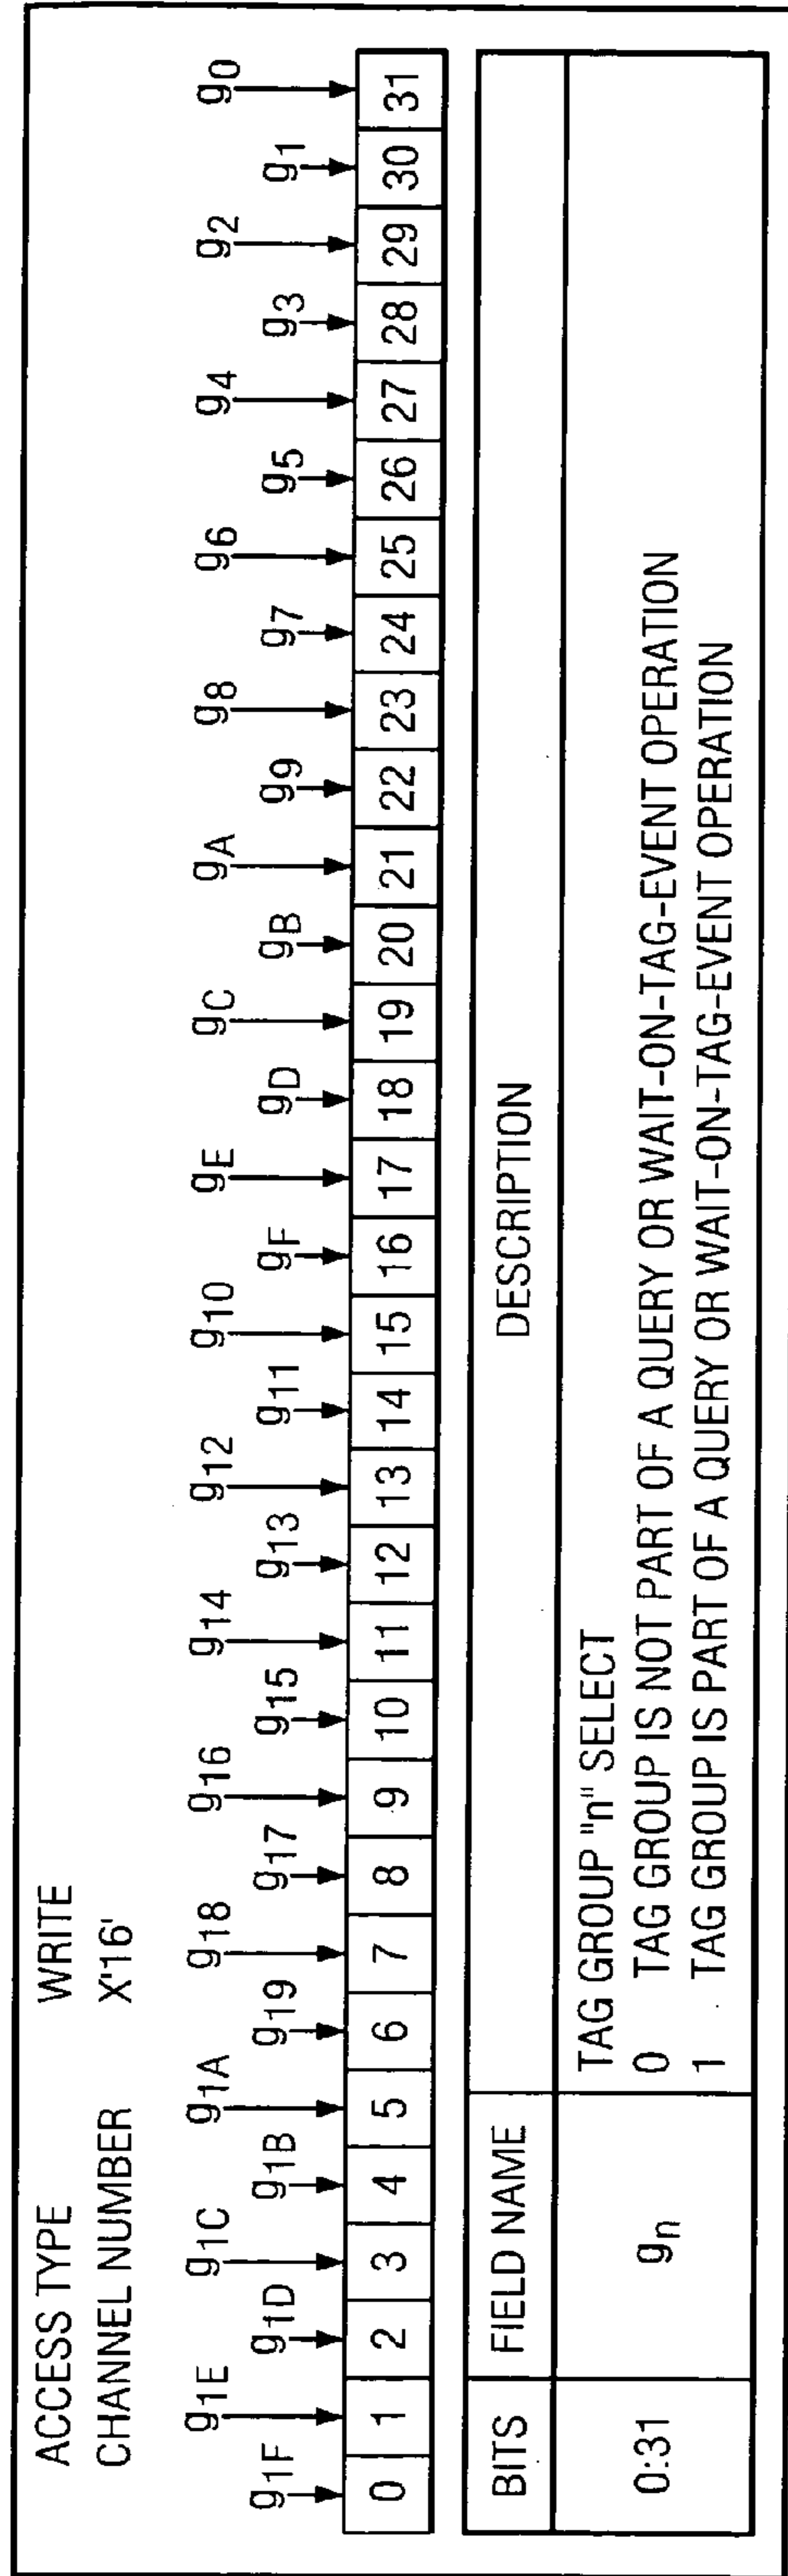 ACCESS TYPE WRITE
CHANNEL NUMBER X'16'
g1F g1E g1D g1C g1B g1A g19 g18 g17 g16 g15 g14 g13 g12 g11 g10 gF gE gD gC gB gA g9 g8 g7 g6 g5 g4 g3 g2 g1 g0
0 1 2 3 4 5 6 7 8 9 10 11 12 13 14 15 16 17 18 19 20 21 22 23 24 25 26 27 28 29 30 31
BITS FIELD NAME DESCRIPTION
0:31 gn TAG GROUP "n" SELECT
0 TAG GROUP IS NOT PART OF A QUERY OR WAIT-ON-TAG-EVENT OPERATION
1 TAG GROUP IS PART OF A QUERY OR WAIT-ON-TAG-EVENT OPERATION